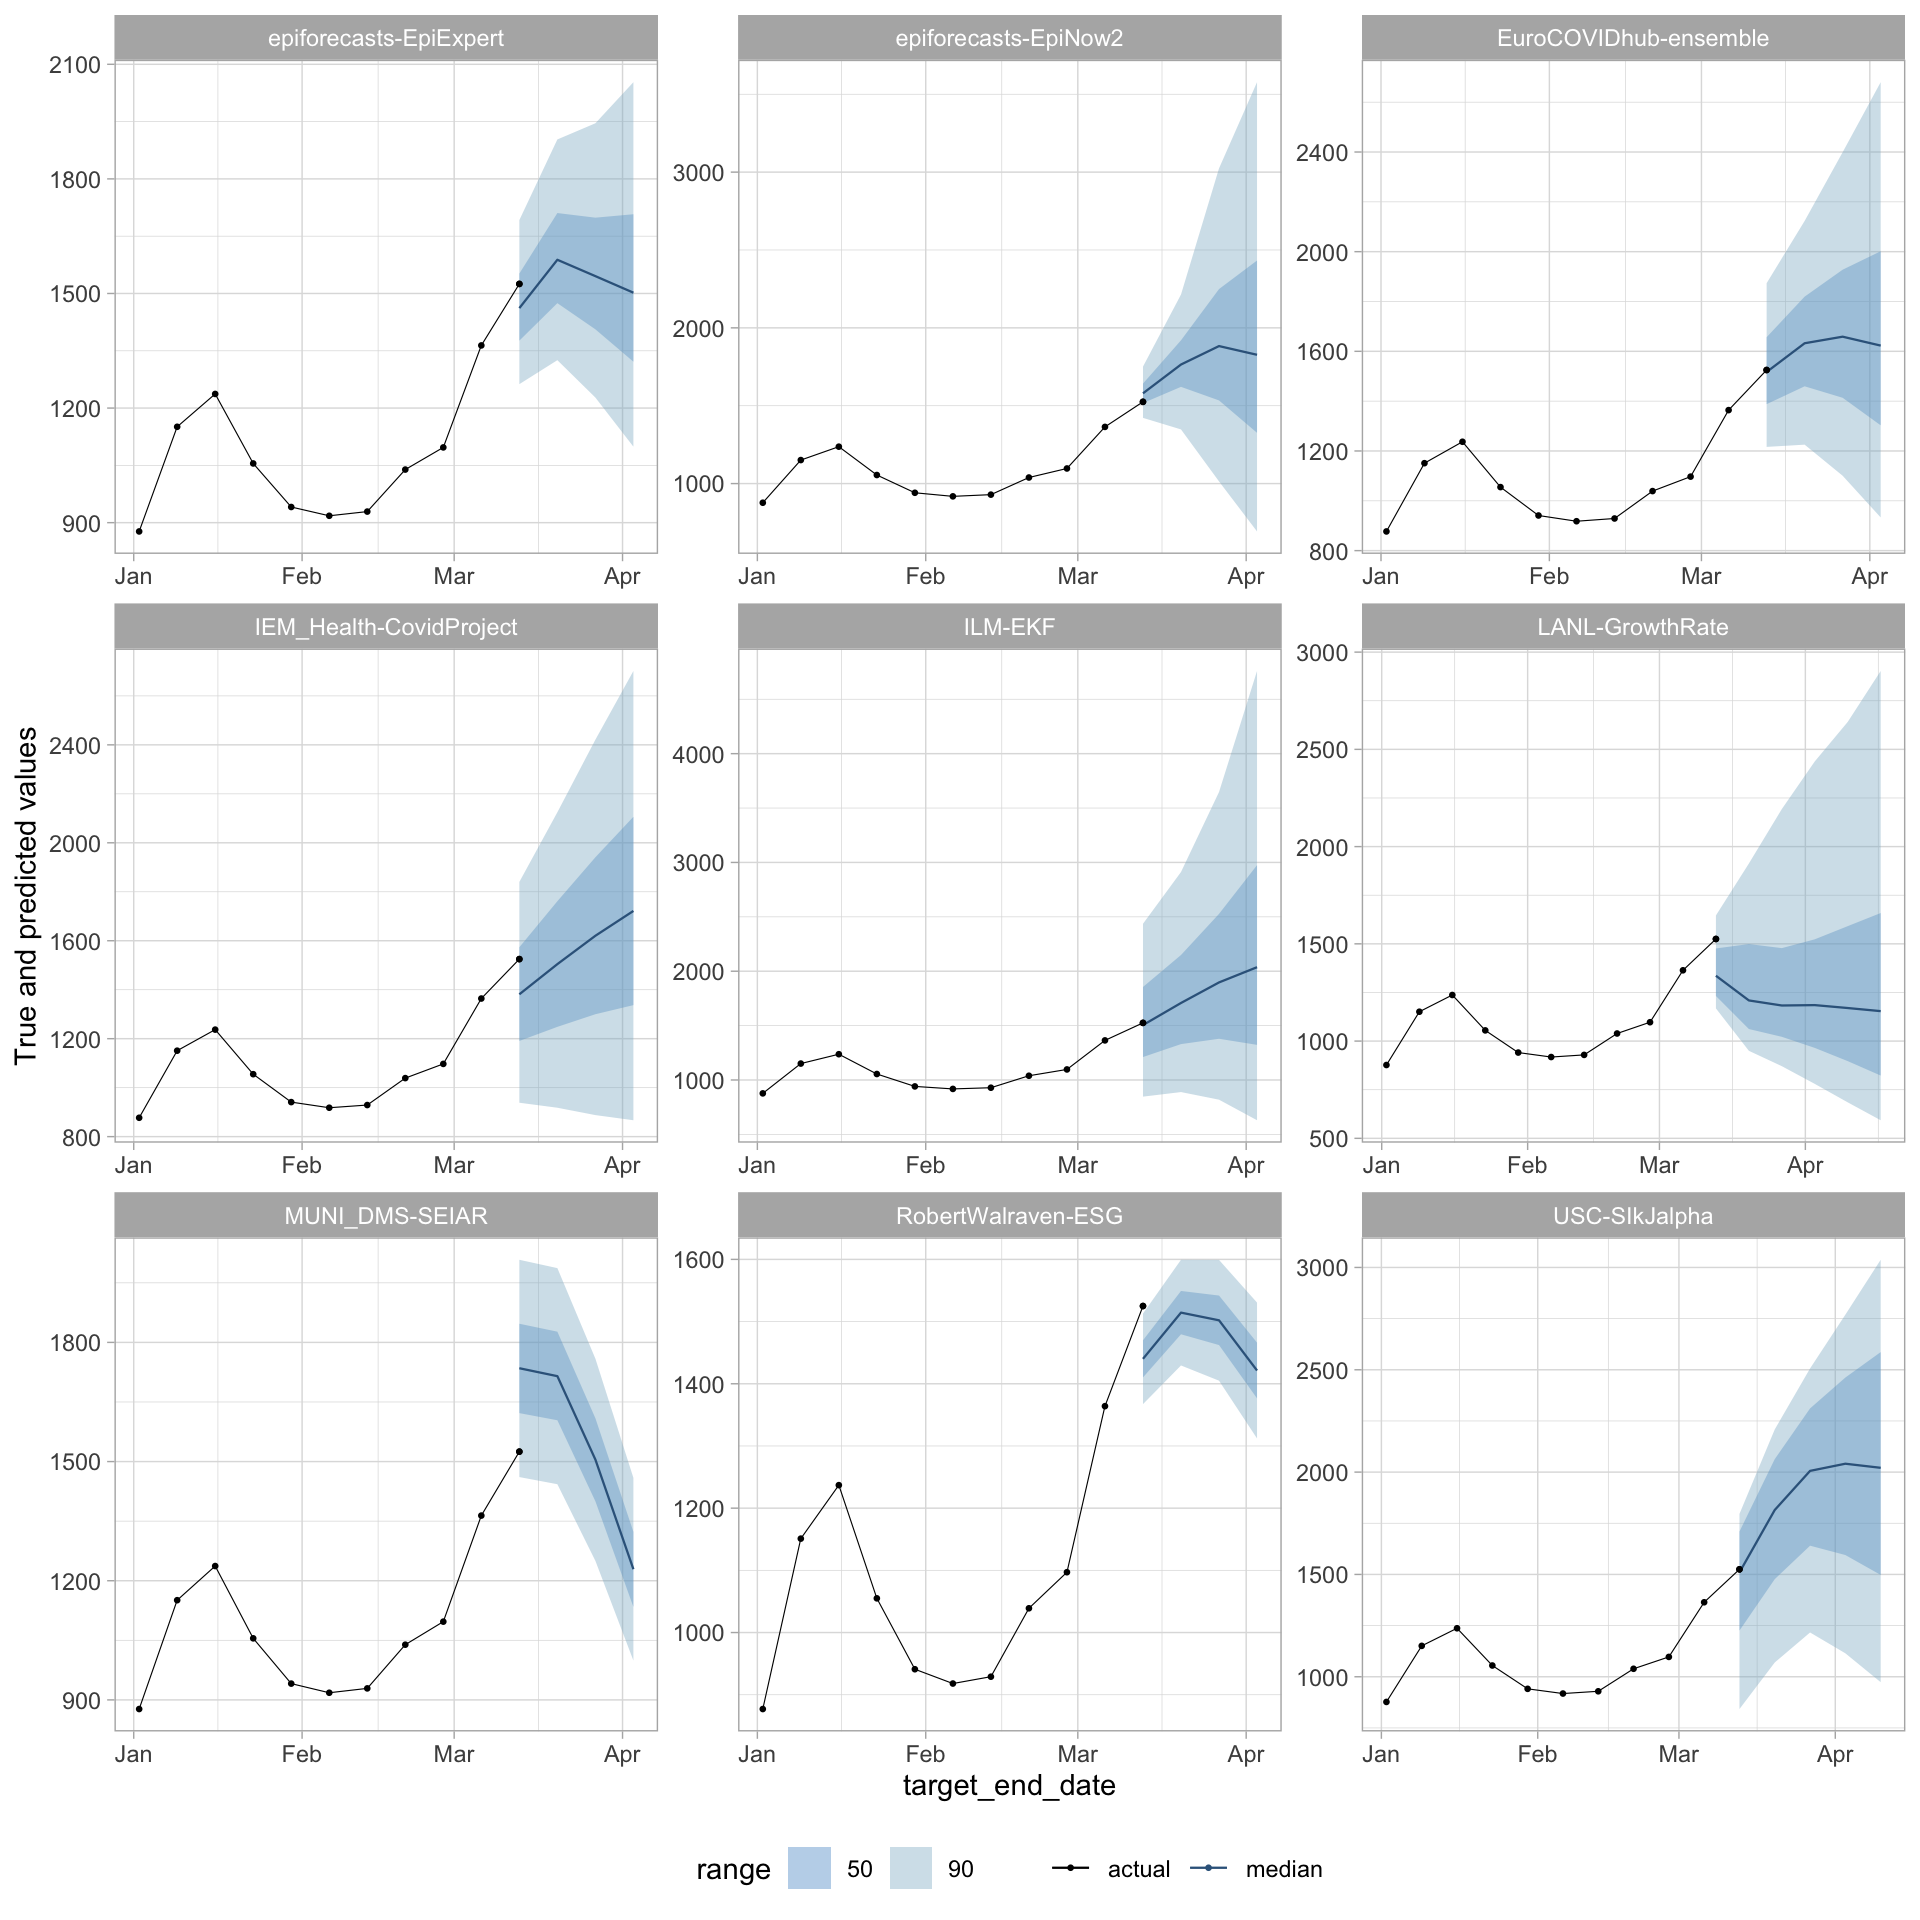 epiforecasts-EpiExpert
epiforecasts-EpiNow2
EuroCOVIDhub-ensemble
2100
1800
1500
1200
900
3000
2000
1000
2400
2000
1600
1200
800
Jan Feb Mar Apr
Jan Feb Mar Apr
Jan Feb Mar Apr
IEM_Health-CovidProject
ILM-EKF
LANL-GrowthRate
True and predicted values
2400
2000
1600
1200
800
4000
3000
2000
1000
3000
2500
2000
1500
1000
500
Jan Feb Mar Apr
Jan Feb Mar Apr
Jan Feb Mar Apr
MUNI_DMS-SEIAR
RobertWalraven-ESG
USC-SIkJalpha
1800
1500
1200
900
1600
1400
1200
1000
3000
2500
2000
1500
1000
Jan Feb Mar Apr
Jan Feb Mar Apr
Jan Feb Mar Apr
target_end_date
range 50 90 actual median